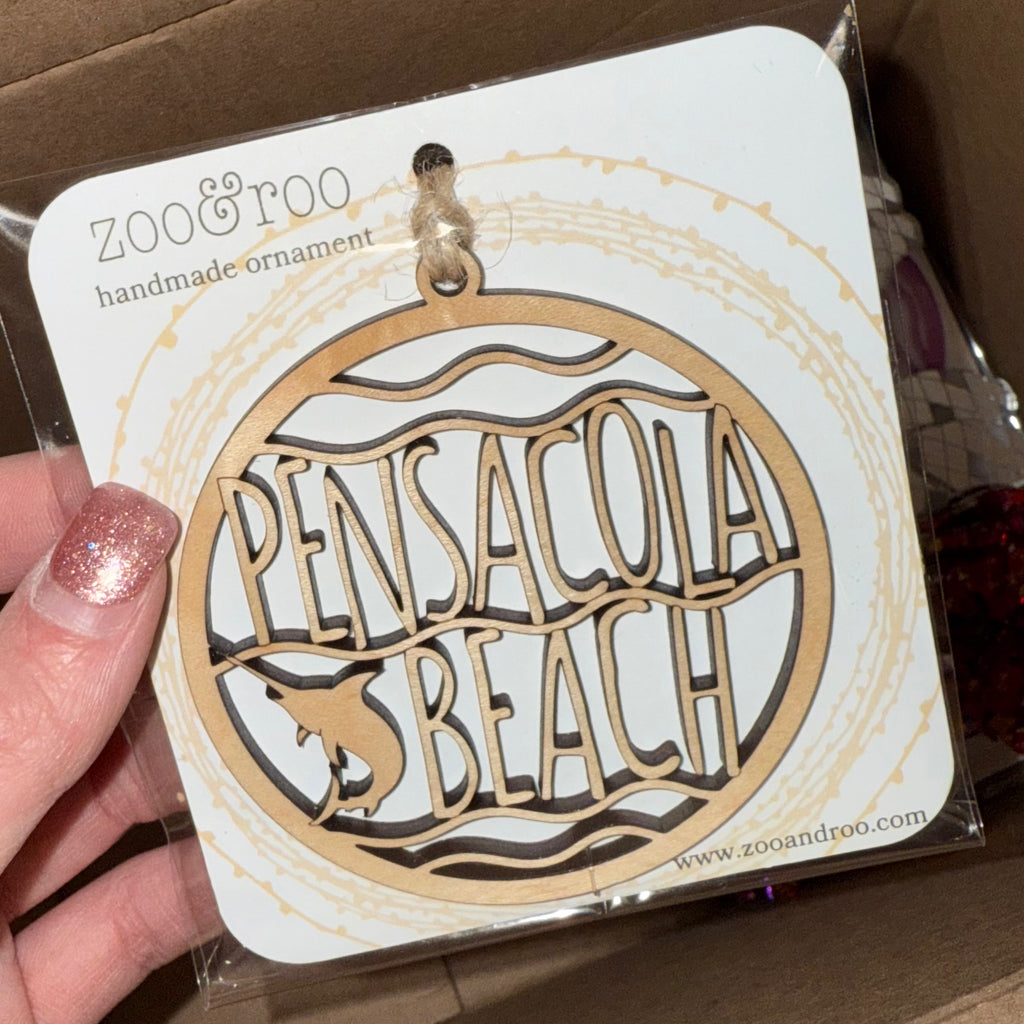 zoo&roo
handmade ornament
PENSACOLA
BEACH
www.zooandroo.com